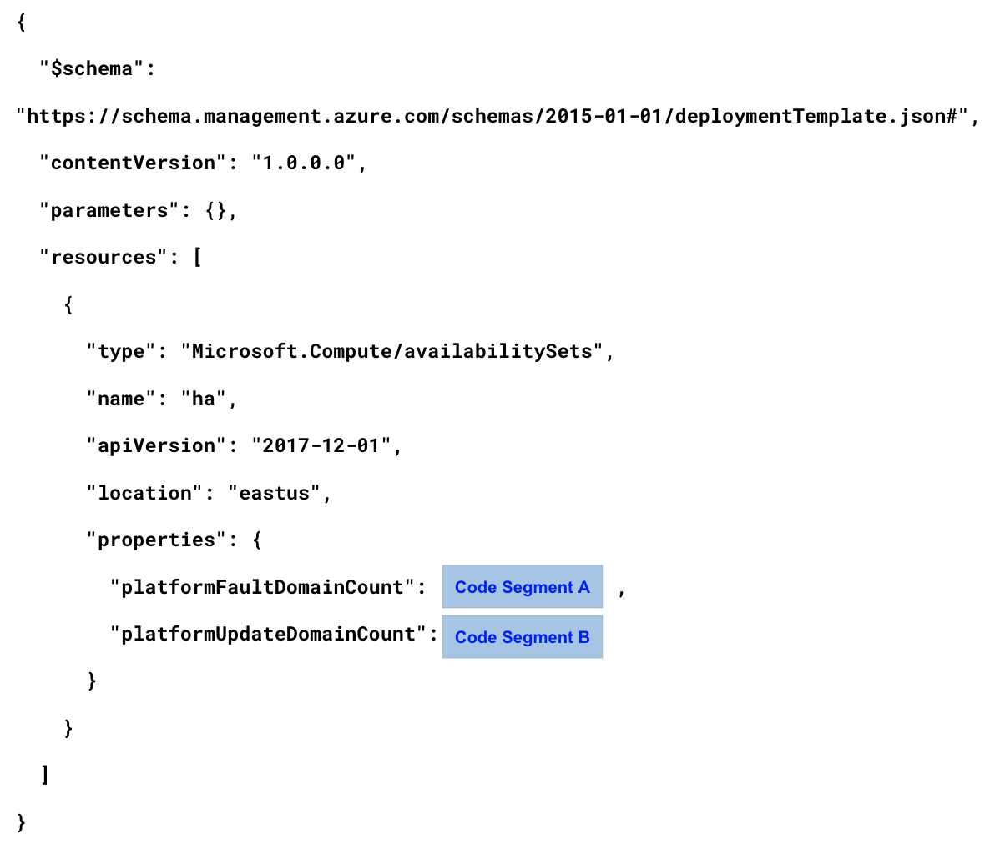 {
"$schema":
"https://schema.management.azure.com/schemas/2015-01-01/deploymentTemplate.json#",
"contentVersion": "1.0.0.0",
"parameters": {},
"resources": [
{
"type": "Microsoft.Compute/availabilitySets",
"name": "ha",
"apiVersion": "2017-12-01",
"location": "eastus",
"properties": {
"platformFaultDomainCount": Code Segment A ,
"platformUpdateDomainCount": Code Segment B
}
}
]
}